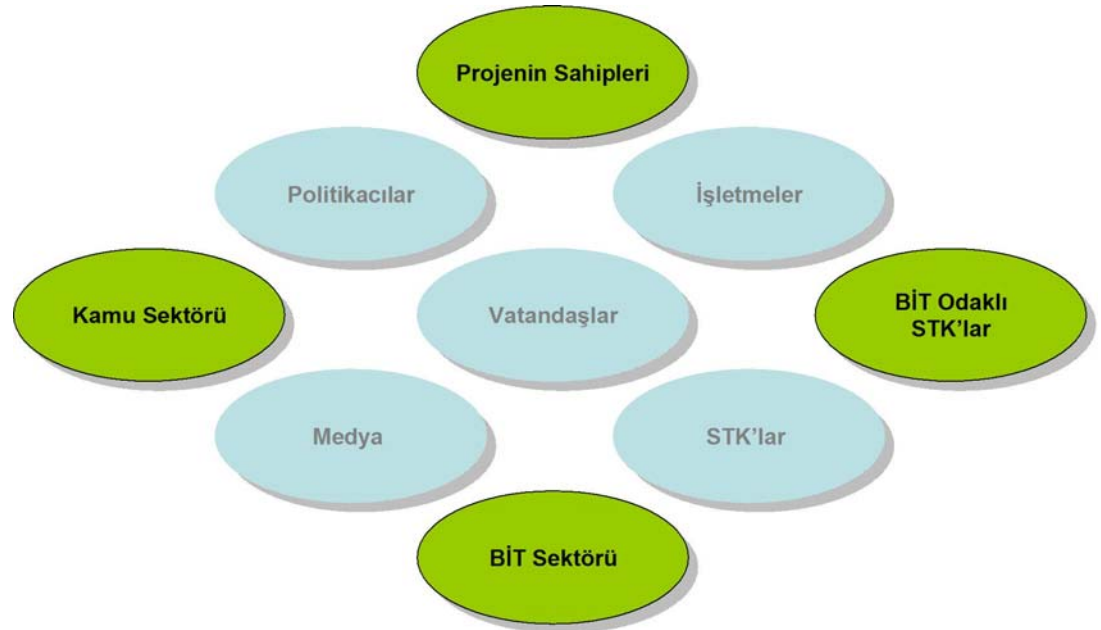 Projenin Sahipleri
Politikacılar
İşletmeler
Kamu Sektörü
Vatandaşlar
BİT Odaklı
STK’lar
Medya
STK’lar
BİT Sektörü